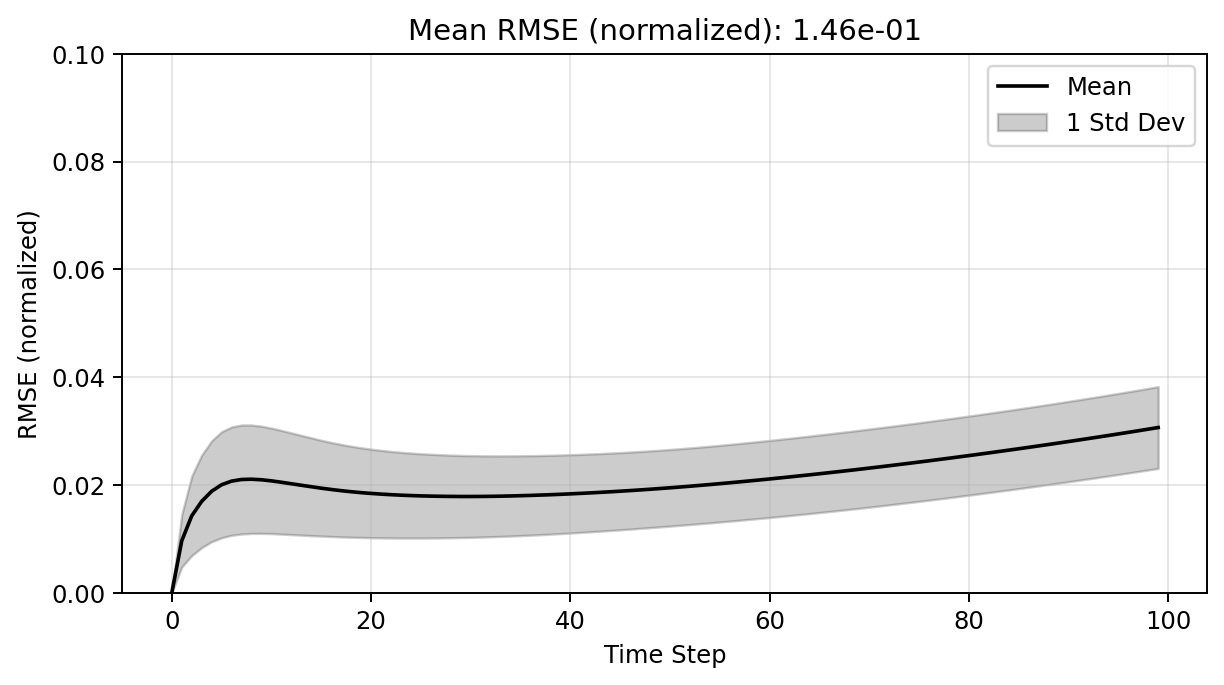 Mean RMSE (normalized): 1.46e-01
0.10
0.08
0.06
0.04
0.02
0.00
RMSE (normalized)
Mean
1 Std Dev
0 20 40 60 80 100
Time Step